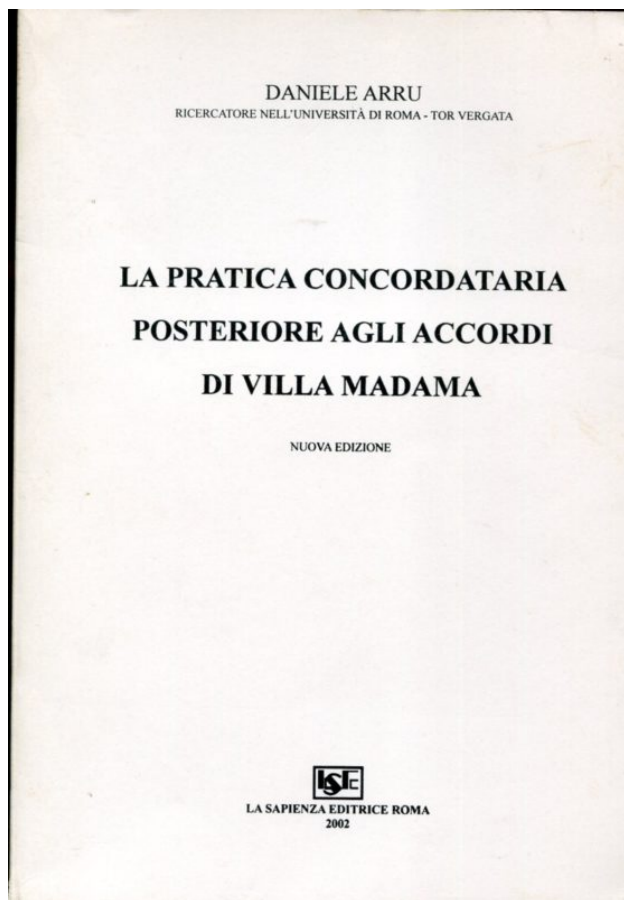 DANIELE ARRU
RICERCATORE NELL'UNIVERSITÀ DI ROMA - TOR VERGATA
LA PRATICA CONCORDATARIA
POSTERIORE AGLI ACCORDI
DI VILLA MADAMA
NUOVA EDIZIONE
LA SAPIENZA EDITRICE ROMA
2002